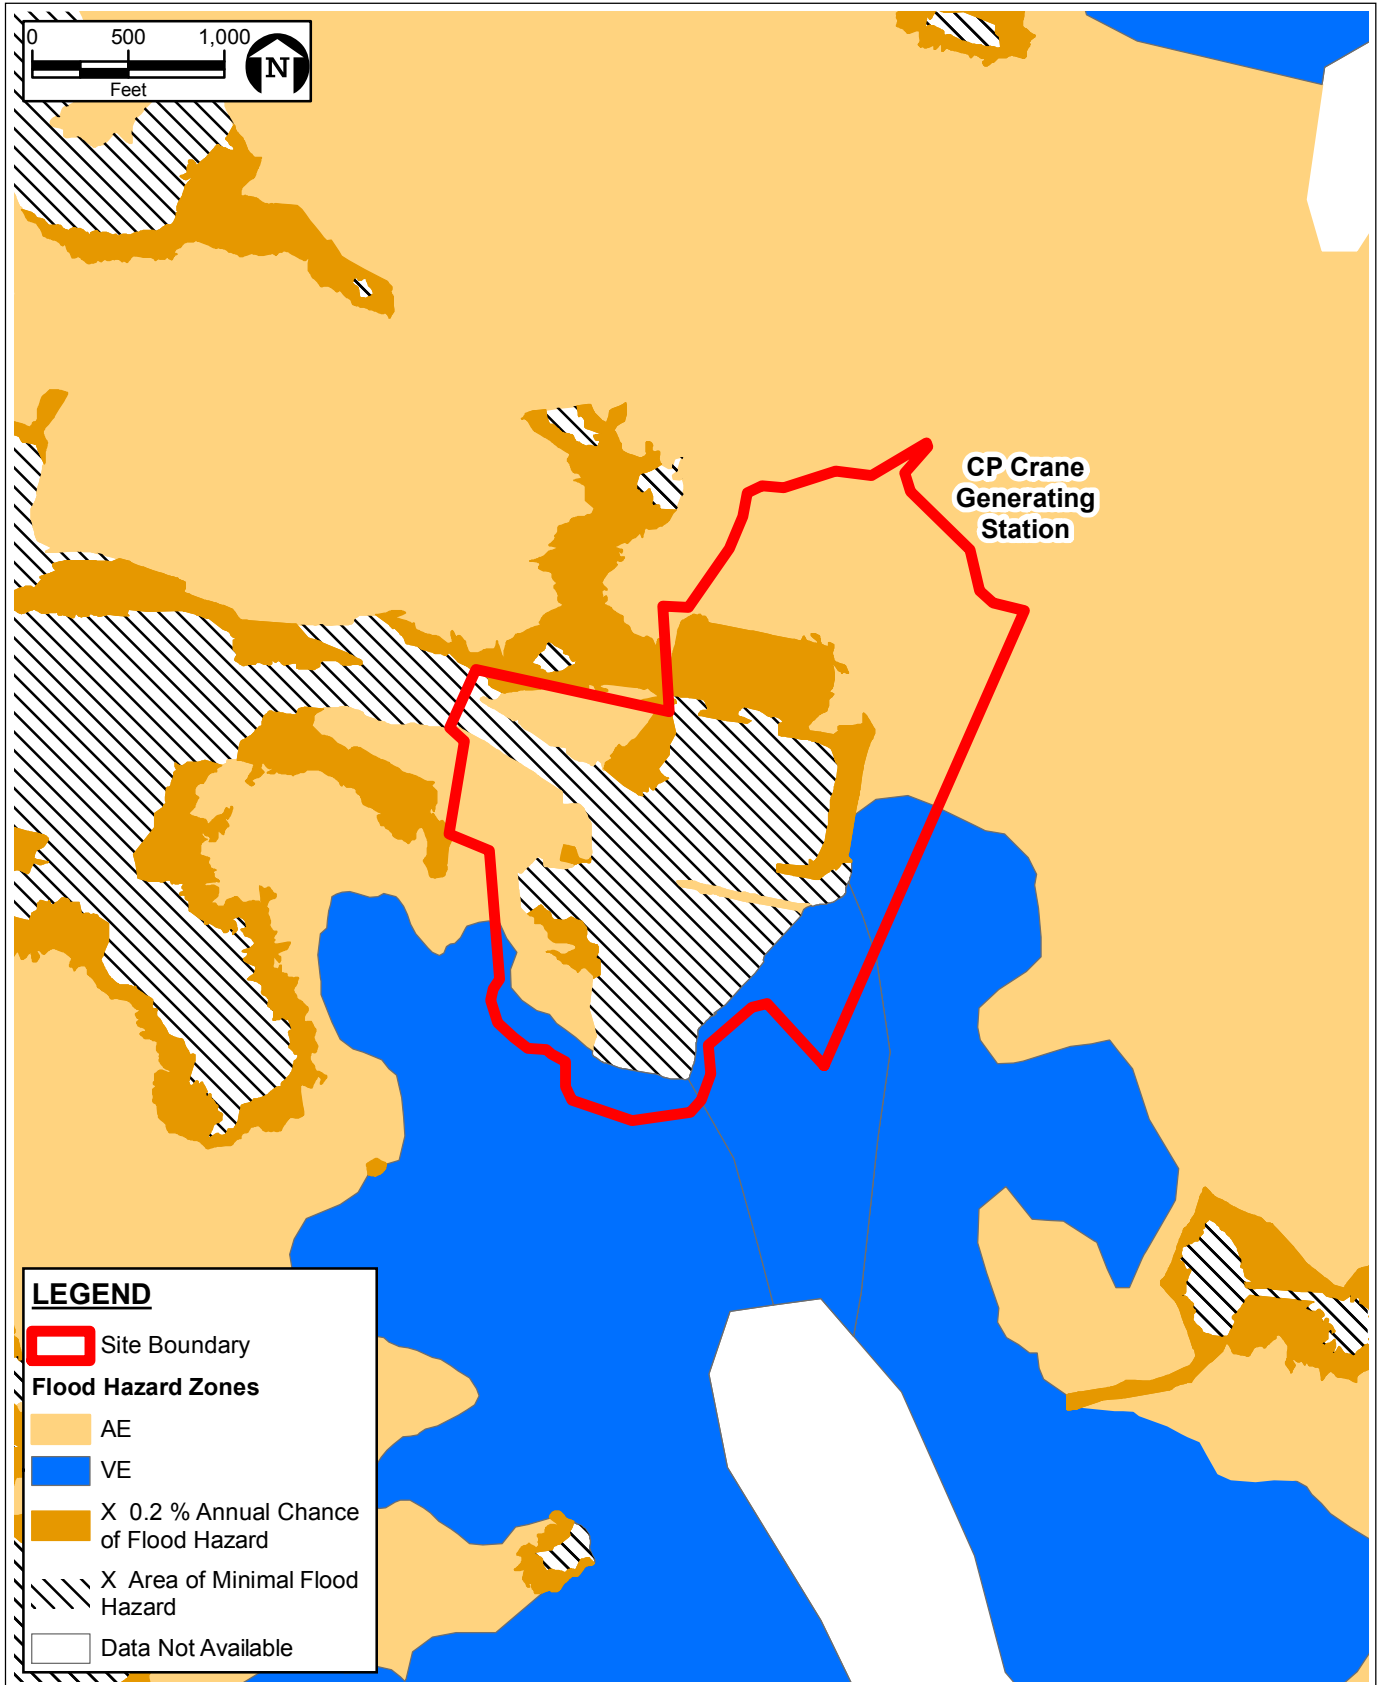 0 500 1,000
N
Feet
CP Crane
Generating
Station
LEGEND
Site Boundary
Flood Hazard Zones
AE
VE
X 0.2 % Annual Chance
of Flood Hazard
X Area of Minimal Flood
Hazard
Data Not Available